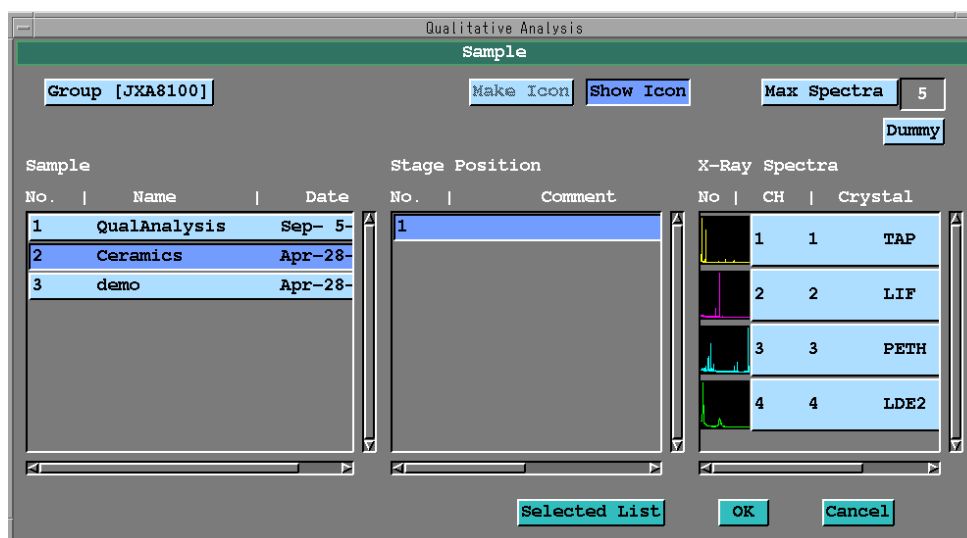 Qualitative Analysis
Sample
Group [JXA8100] Make Icon Show Icon Max Spectra 5
Dummy
Sample Stage Position X-Ray Spectra
No. | Name | Date No. | Comment No | CH | Crystal
1 QualAnalysis Sep- 5- 1
2 Ceramics Apr-28-
3 demo Apr-28-
1 1 TAP
2 2 LIF
3 3 PETH
4 4 LDE2
Selected List OK Cancel